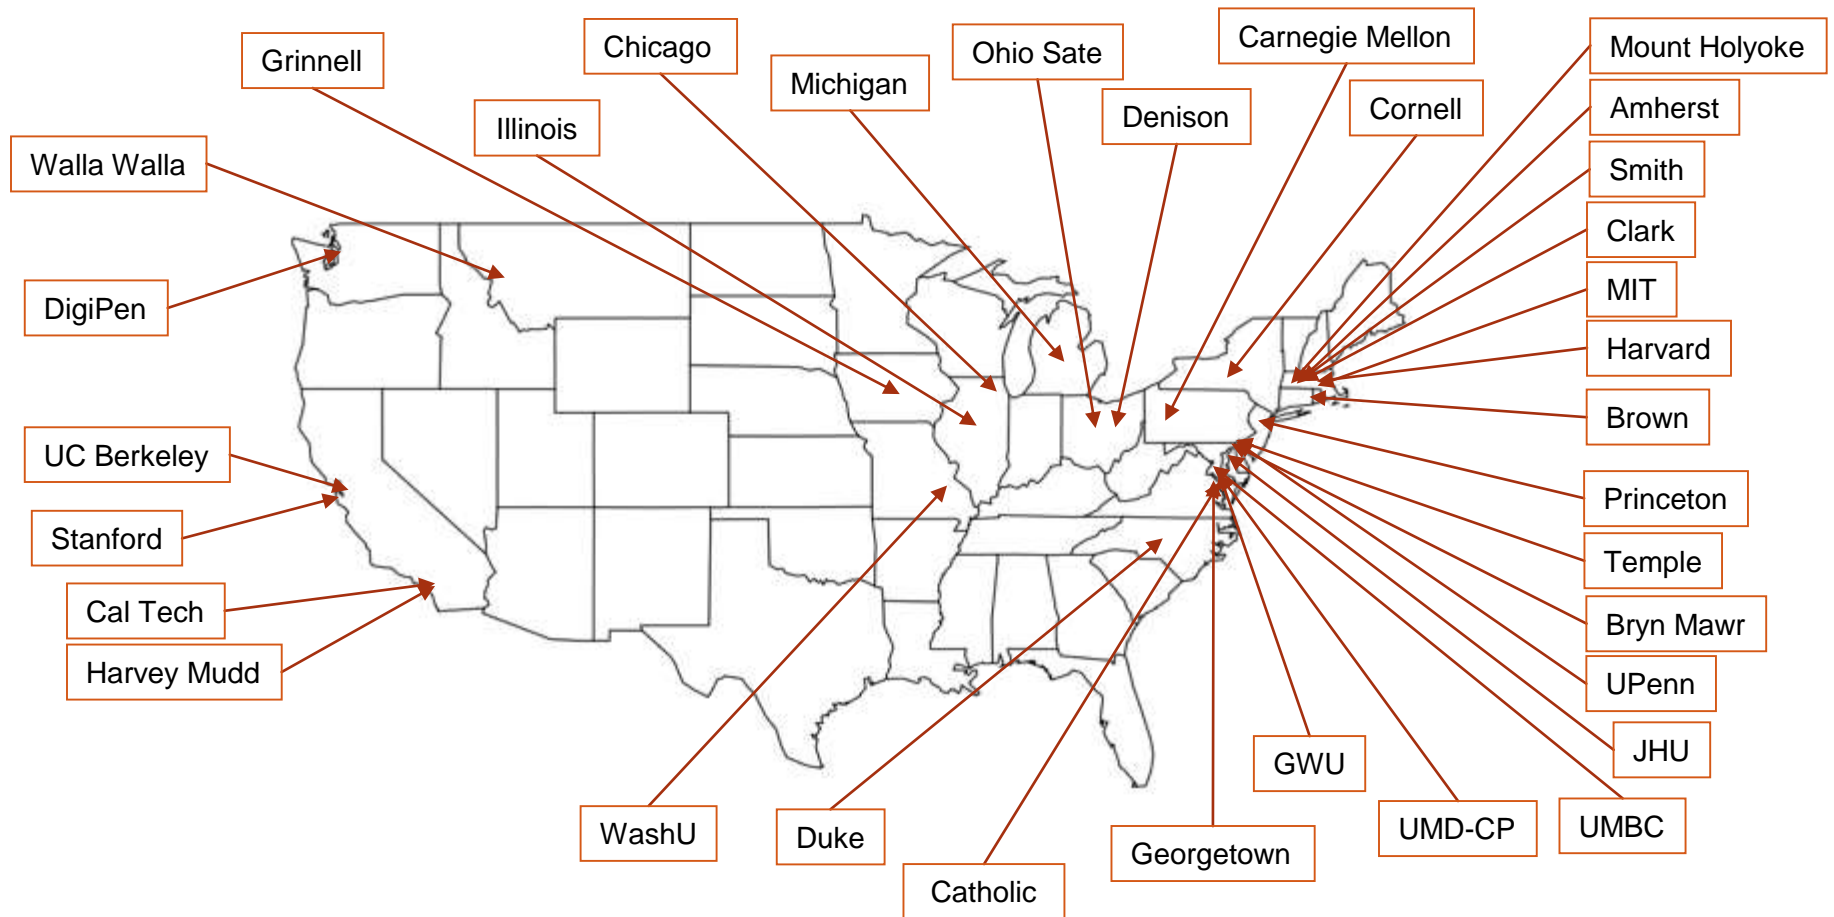 Carnegie Mellon
Mount Holyoke
Chicago
Ohio Sate
Grinnell
Michigan
Amherst
Cornell
Denison
Illinois
Walla Walla
Smith
Clark
MIT
DigiPen
Harvard
Brown
UC Berkeley
Princeton
Stanford
Temple
Cal Tech
Bryn Mawr
Harvey Mudd
UPenn
JHU
GWU
UMD-CP
UMBC
WashU
Duke
Georgetown
Catholic